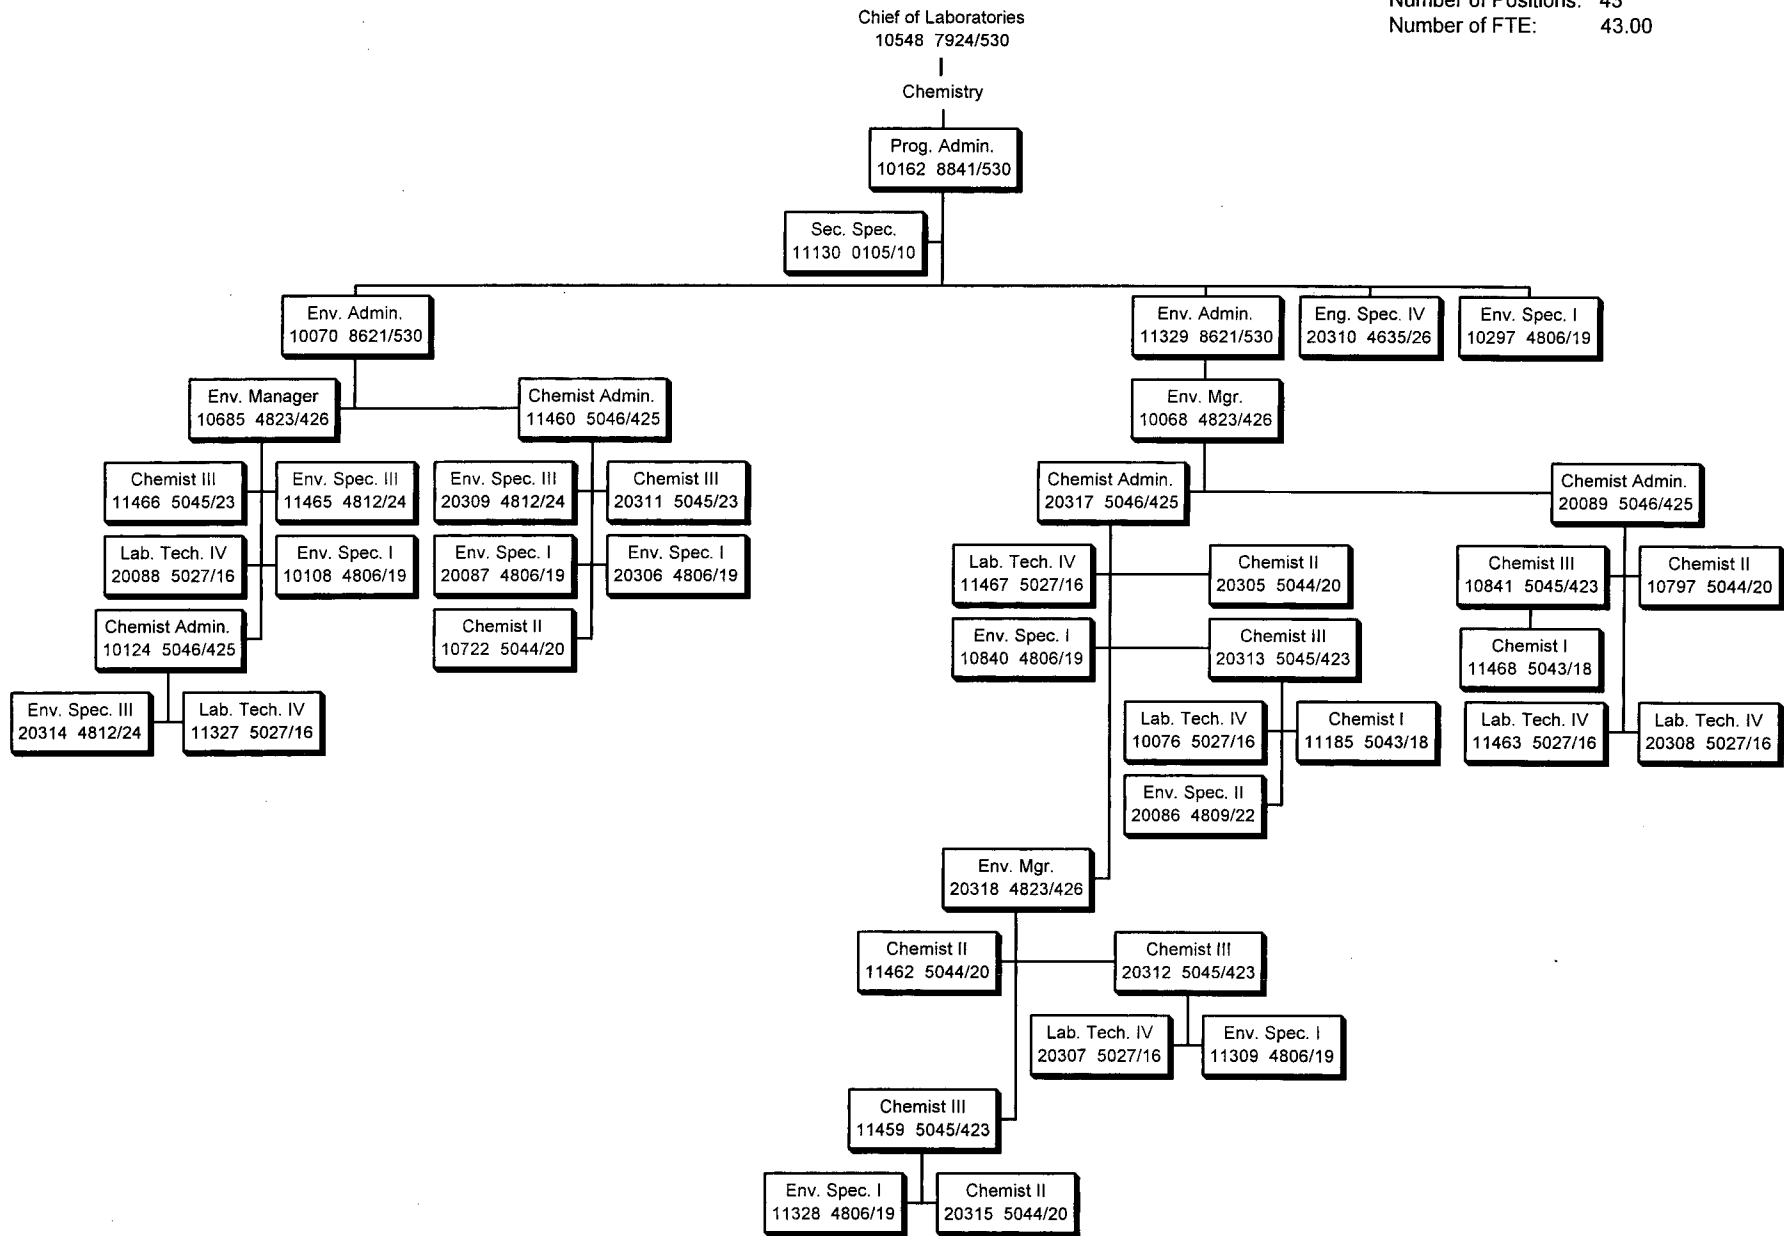 Number of Positions: 43
Number of FTE: 43.00
Chief of Laboratories
10548 7924/530
Chemistry
Prog. Admin.
10162 8841/530
Sec. Spec.
11130 0105/10
Env. Admin.
10070 8621/530
Env. Admin.
11329 8621/530
Eng. Spec. IV
20310 4635/26
Env. Spec. I
10297 4806/19
Env. Manager
10685 4823/426
Chemist Admin.
11460 5046/425
Env. Mgr.
10068 4823/426
Chemist III
11466 5045/23
Env. Spec. III
11465 4812/24
Env. Spec. III
20309 4812/24
Chemist III
20311 5045/23
Chemist Admin.
20317 5046/425
Chemist Admin.
20089 5046/425
Lab. Tech. IV
20088 5027/16
Env. Spec. I
10108 4806/19
Env. Spec. I
20087 4806/19
Env. Spec. I
20306 4806/19
Lab. Tech. IV
11467 5027/16
Chemist II
20305 5044/20
Chemist III
10841 5045/423
Chemist II
10797 5044/20
Chemist Admin.
10124 5046/425
Chemist II
10722 5044/20
Env. Spec. I
10840 4806/19
Chemist III
20313 5045/423
Chemist I
11468 5043/18
Env. Spec. III
20314 4812/24
Lab. Tech. IV
11327 5027/16
Lab. Tech. IV
10076 5027/16
Chemist I
11185 5043/18
Lab. Tech. IV
11463 5027/16
Lab. Tech. IV
20308 5027/16
Env. Spec. II
20086 4809/22
Env. Mgr.
20318 4823/426
Chemist II
11462 5044/20
Chemist III
20312 5045/423
Lab. Tech. IV
20307 5027/16
Env. Spec. I
11309 4806/19
Chemist III
11459 5045/423
Env. Spec. I
11328 4806/19
Chemist II
20315 5044/20